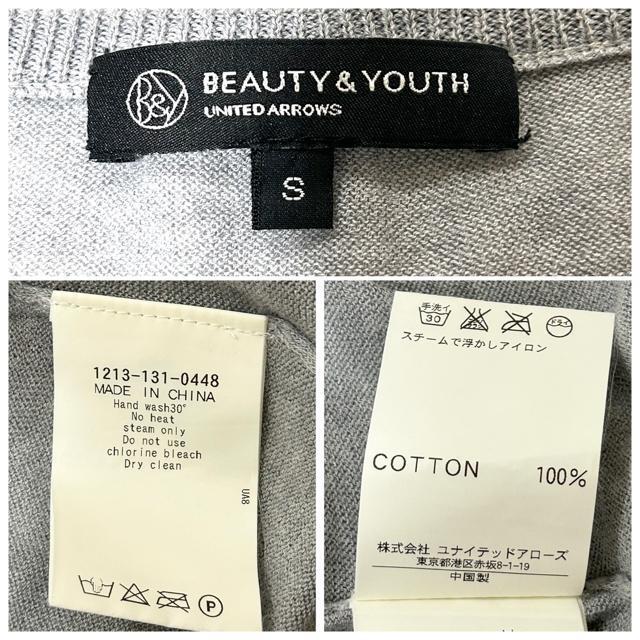 B&Y
BEAUTY & YOUTH
UNITED ARROWS
S
1213-131-0448
MADE IN CHINA
Hand wash30°
No heat
steam only
Do not use
chlorine bleach
Dry clean
UA8
P
手洗イ
30
ドライ
スチームで浮かしアイロン
COTTON 100%
株式会社 ユナイテッドアローズ
東京都港区赤坂8-1-19
中国製